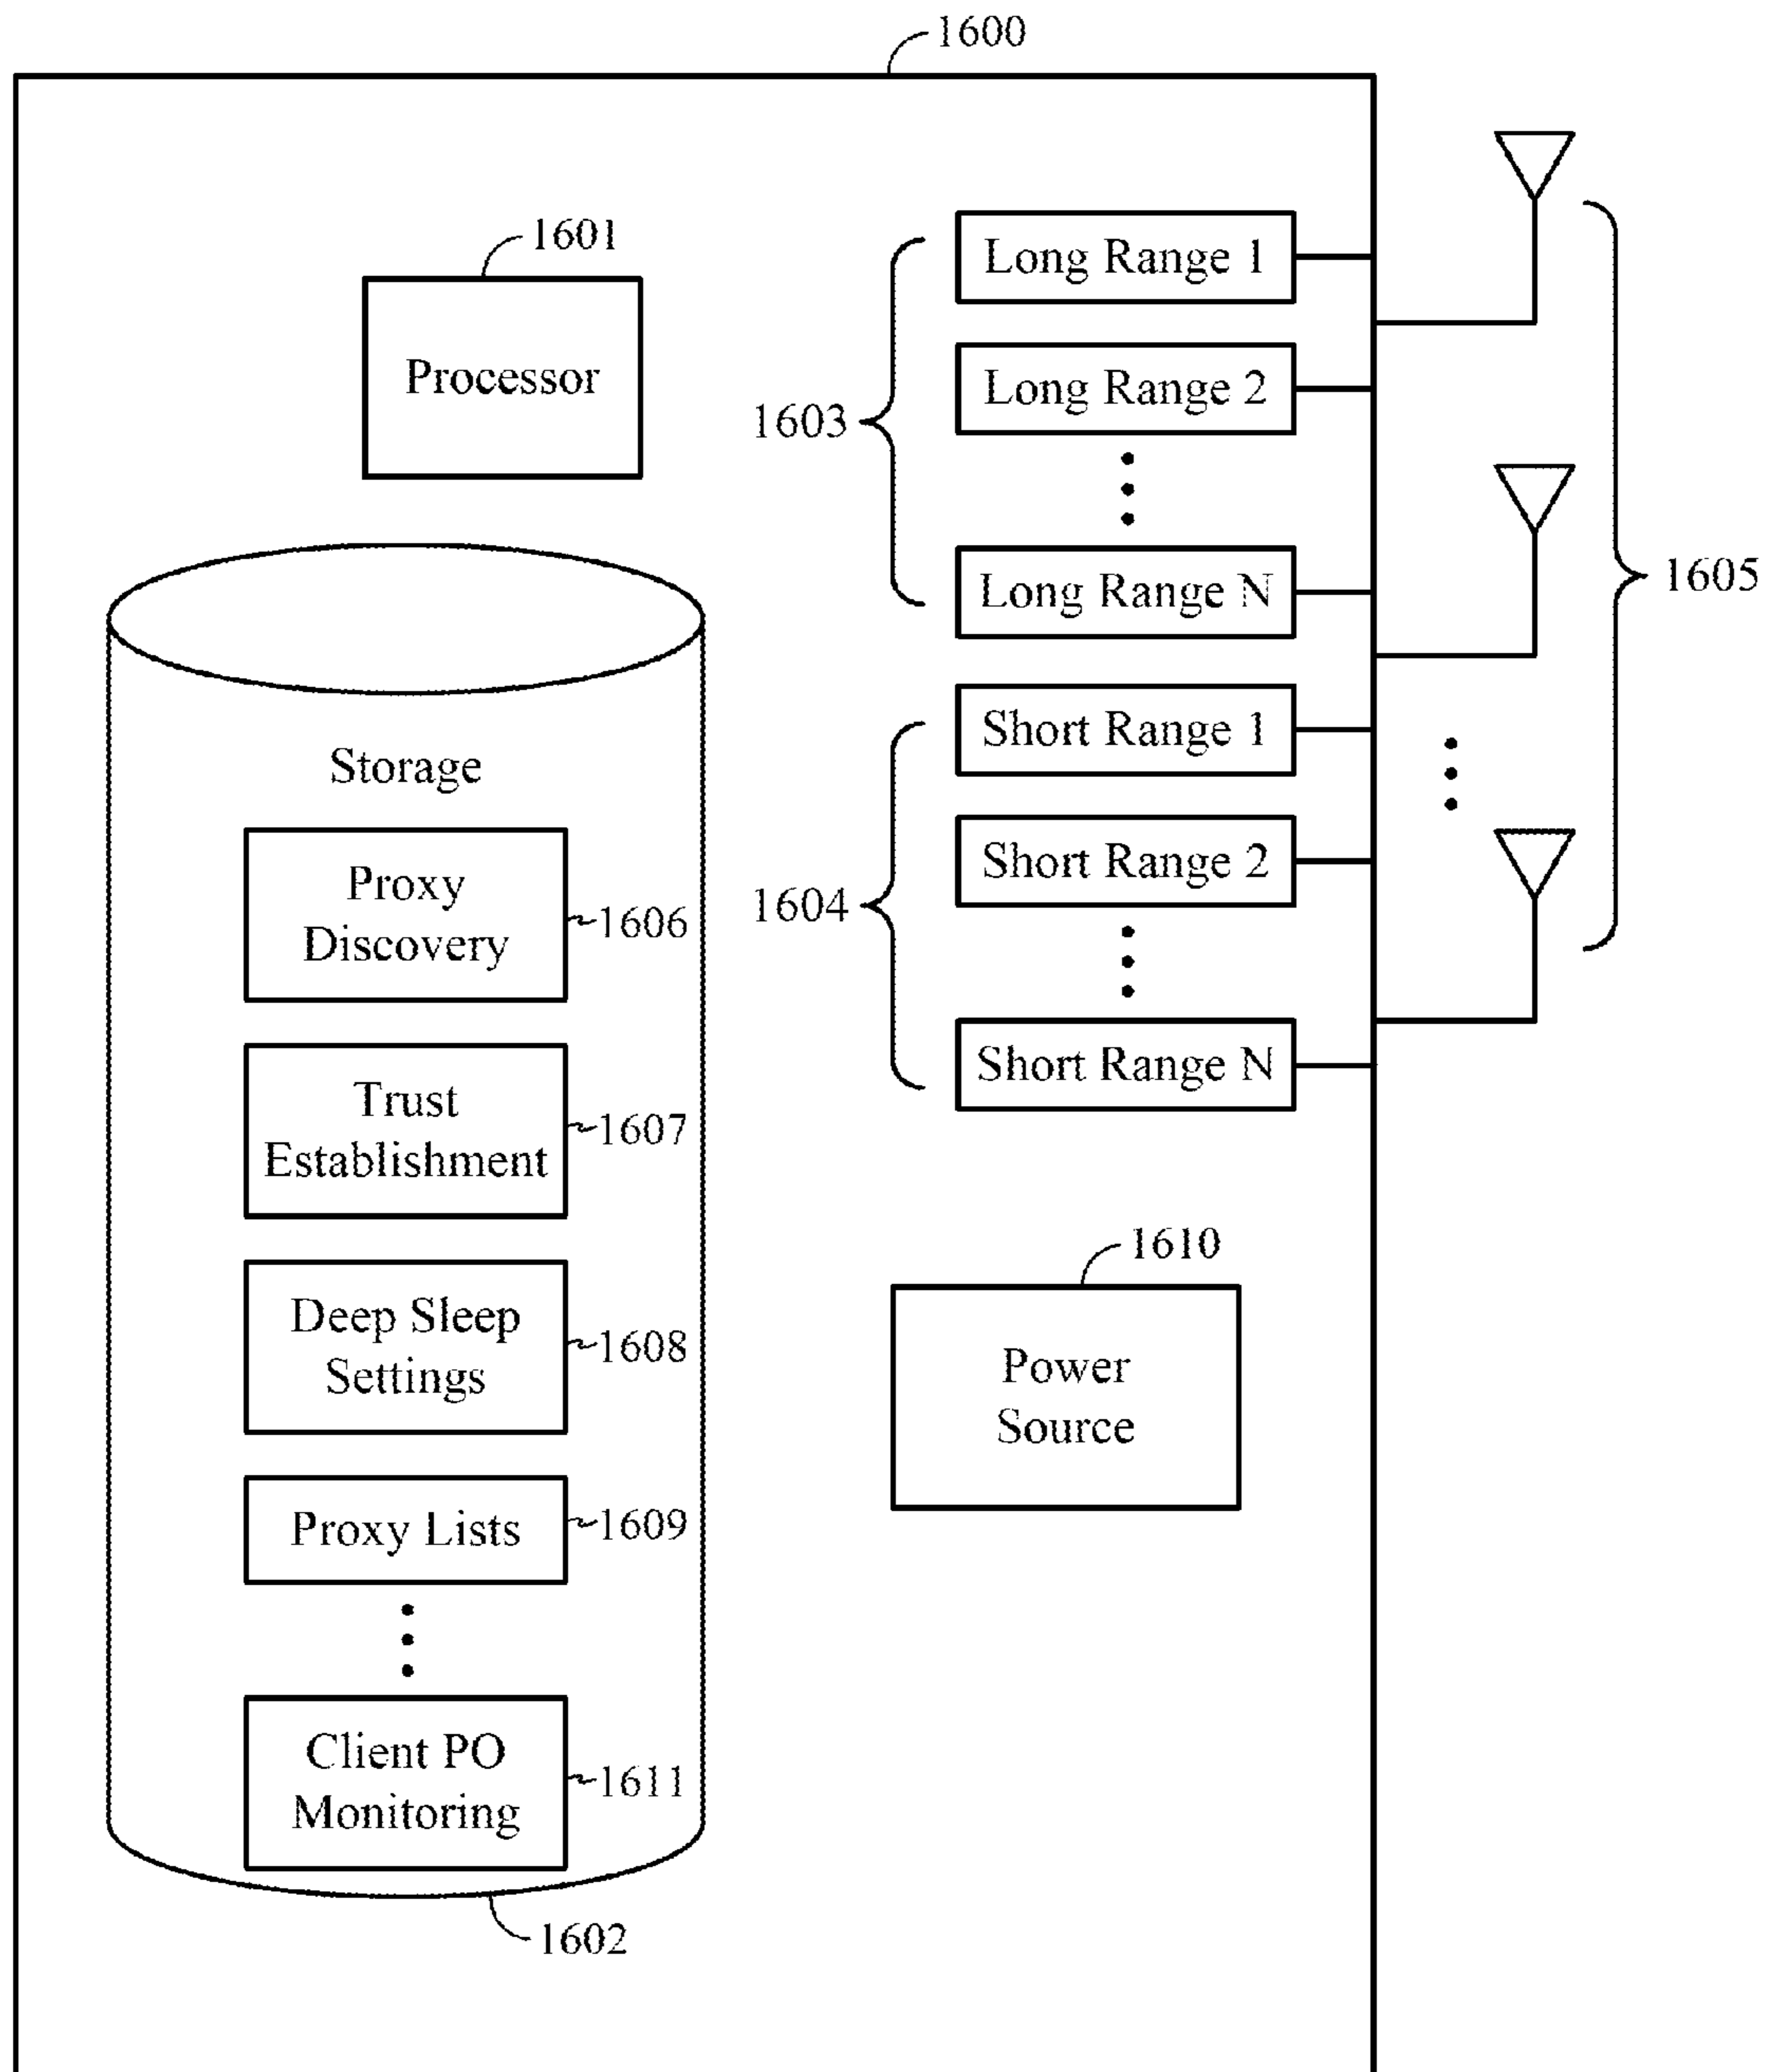 1600
1601
Processor
1603
Long Range 1
Long Range 2
Long Range N
1605
Storage
Proxy
Discovery
1606
Trust
Establishment
1607
Deep Sleep
Settings
1608
Proxy Lists
1609
Client PO
Monitoring
1611
1602
1604
Short Range 1
Short Range 2
Short Range N
1610
Power
Source